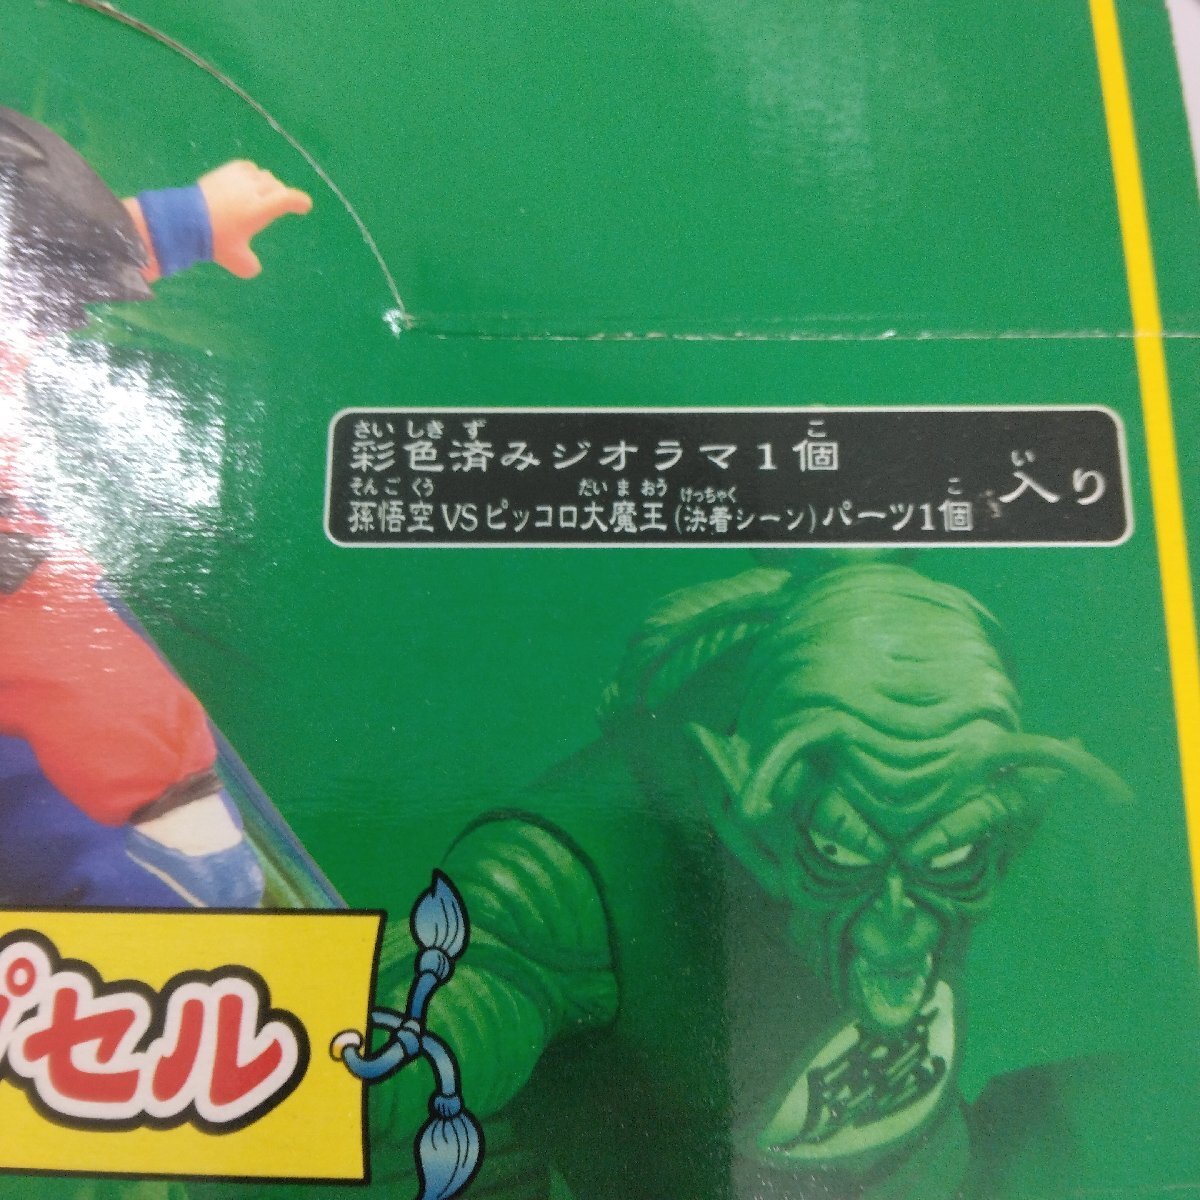 さいしきず こ
彩色済みジオラマ1個
そんごくう だいまおう けっちゃく こ
孫悟空VSピッコロ大魔王(決着シーン)パーツ1個
い
入り
プセル